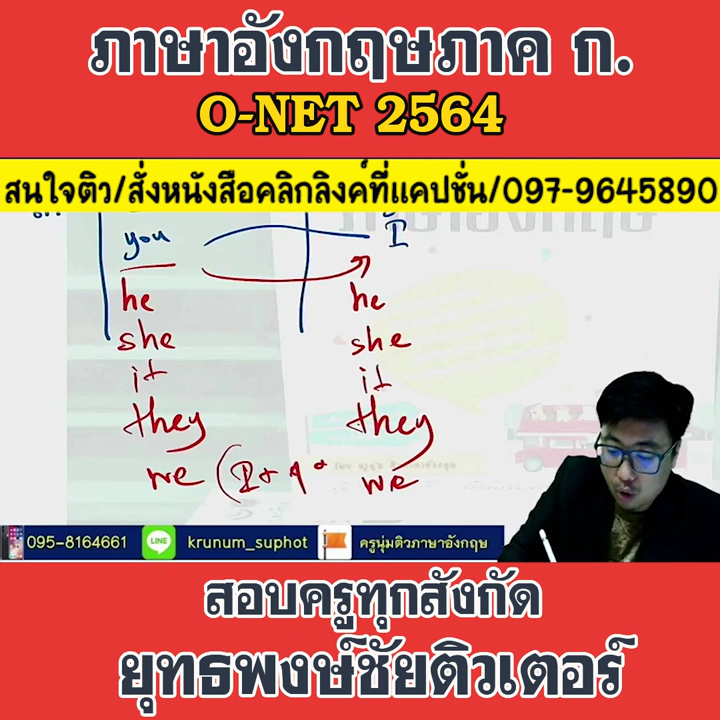 ภาษาอังกฤษภาค ก.
O-NET 2564
สนใจติว/สั่งหนังสือคลิกลิงค์ที่แคปชั่น/097-9645890
you I
he he
she she
it it
they they
we (I+ we
095-8164661 LINE krunum_suphot ครูนุ่มติวภาษาอังกฤษ
สอบครูทุกสังกัด
ยุทธพงษ์ชัยติวเตอร์